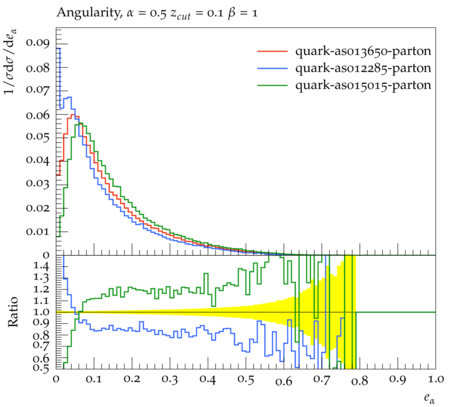 Angularity, α = 0.5 z_cut = 0.1 β = 1
1/σdσ/de_α
0.09
0.08
0.07
0.06
0.05
0.04
0.03
0.02
0.01
0
quark-as013650-parton
quark-as012285-parton
quark-as015015-parton
Ratio
1.4
1.3
1.2
1.1
1.0
0.9
0.8
0.7
0.6
0.5
0 0.1 0.2 0.3 0.4 0.5 0.6 0.7 0.8 0.9 1.0
e_α